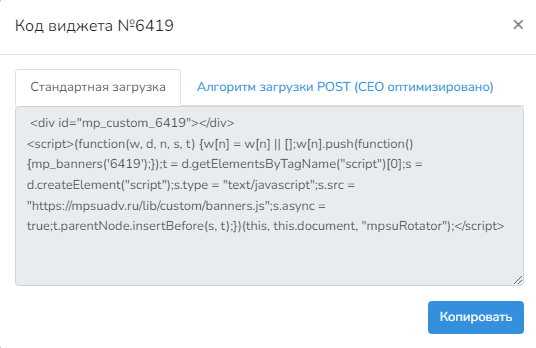 Код виджета №6419
×
Стандартная загрузка
Алгоритм загрузки POST (СЕО оптимизировано)
<div id="mp_custom_6419"></div>
<script>(function(w, d, n, s, t) {w[n] = w[n] || [];w[n].push(function()
{mp_banners('6419');});t = d.getElementsByTagName("script")[0];s =
d.createElement("script");s.type = "text/javascript";s.src =
"https://mpsuadv.ru/lib/custom/banners.js";s.async =
true;t.parentNode.insertBefore(s, t);})(this, this.document, "mpsuRotator");</script>
Копировать